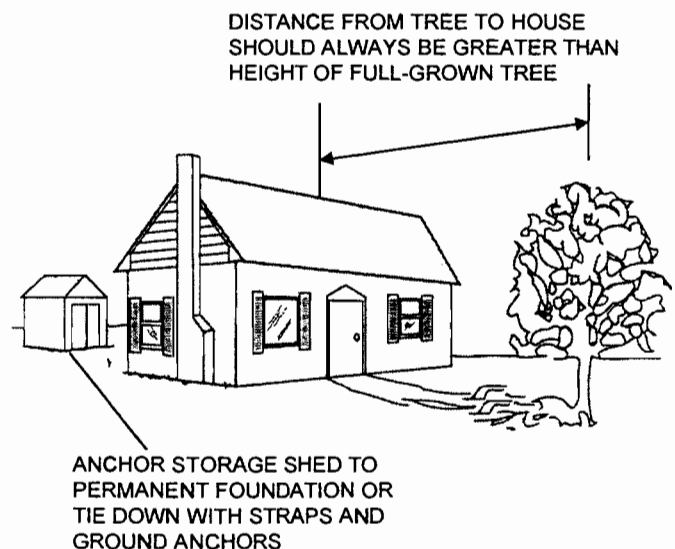 DISTANCE FROM TREE TO HOUSE
SHOULD ALWAYS BE GREATER THAN
HEIGHT OF FULL-GROWN TREE
ANCHOR STORAGE SHED TO
PERMANENT FOUNDATION OR
TIE DOWN WITH STRAPS AND
GROUND ANCHORS